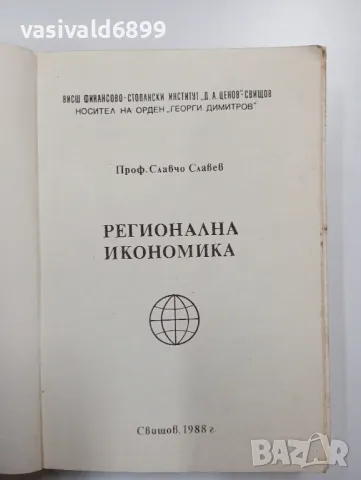 vasivald6899
ВИСШ ФИНАНСОВО-СТОПАНСКИ ИНСТИТУТ „Д. А. ЦЕНОВ"-СВИЩОВ
НОСИТЕЛ НА ОРДЕН „ГЕОРГИ ДИМИТРОВ"
Проф. Славчо Славев
РЕГИОНАЛНА
ИКОНОМИКА
Свищов, 1988 г.
BAZAR